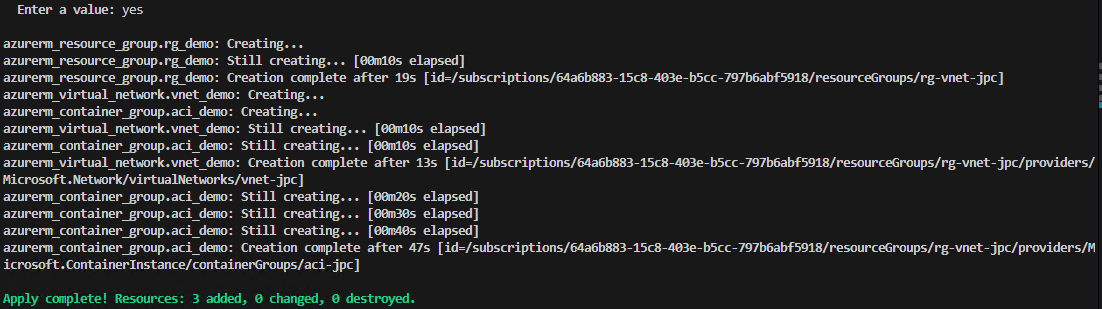 Enter a value: yes
azurerm_resource_group.rg_demo: Creating...
azurerm_resource_group.rg_demo: Still creating... [00m10s elapsed]
azurerm_resource_group.rg_demo: Creation complete after 19s [id=/subscriptions/64a6b883-15c8-403e-b5cc-797b6abf5918/resourceGroups/rg-vnet-jpc]
azurerm_virtual_network.vnet_demo: Creating...
azurerm_container_group.aci_demo: Creating...
azurerm_virtual_network.vnet_demo: Still creating... [00m10s elapsed]
azurerm_container_group.aci_demo: Still creating... [00m10s elapsed]
azurerm_virtual_network.vnet_demo: Creation complete after 13s [id=/subscriptions/64a6b883-15c8-403e-b5cc-797b6abf5918/resourceGroups/rg-vnet-jpc/providers/
Microsoft.Network/virtualNetworks/vnet-jpc]
azurerm_container_group.aci_demo: Still creating... [00m20s elapsed]
azurerm_container_group.aci_demo: Still creating... [00m30s elapsed]
azurerm_container_group.aci_demo: Still creating... [00m40s elapsed]
azurerm_container_group.aci_demo: Creation complete after 47s [id=/subscriptions/64a6b883-15c8-403e-b5cc-797b6abf5918/resourceGroups/rg-vnet-jpc/providers/M
icrosoft.ContainerInstance/containerGroups/aci-jpc]
Apply complete! Resources: 3 added, 0 changed, 0 destroyed.